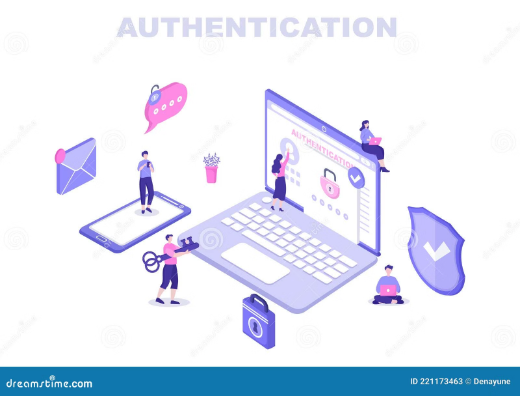 AUTHENTICATION
AUTHENTICATION
dreamstime.com
ID 221173463 © Denayune